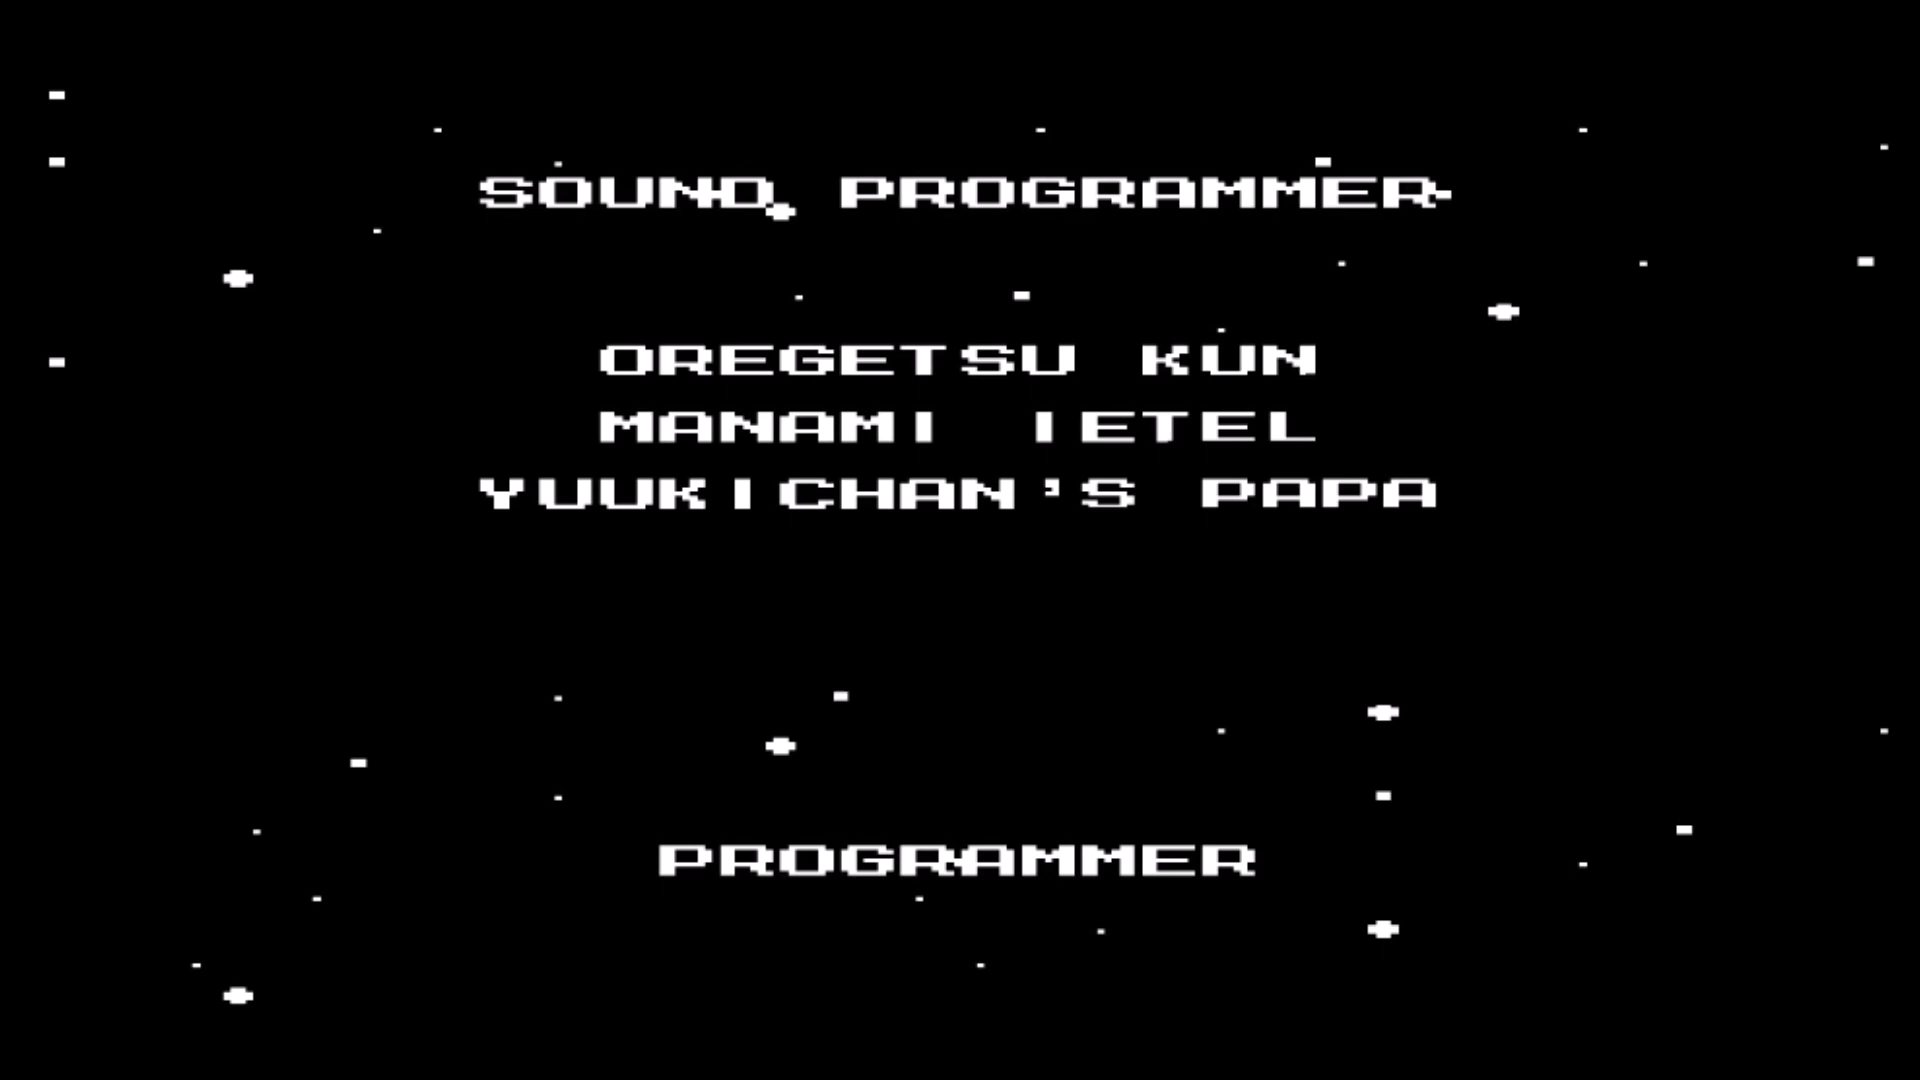 SOUND PROGRAMMER
OREGETSU KUN
MANAMI IETEL
YUUKICHAN'S PAPA
PROGRAMMER